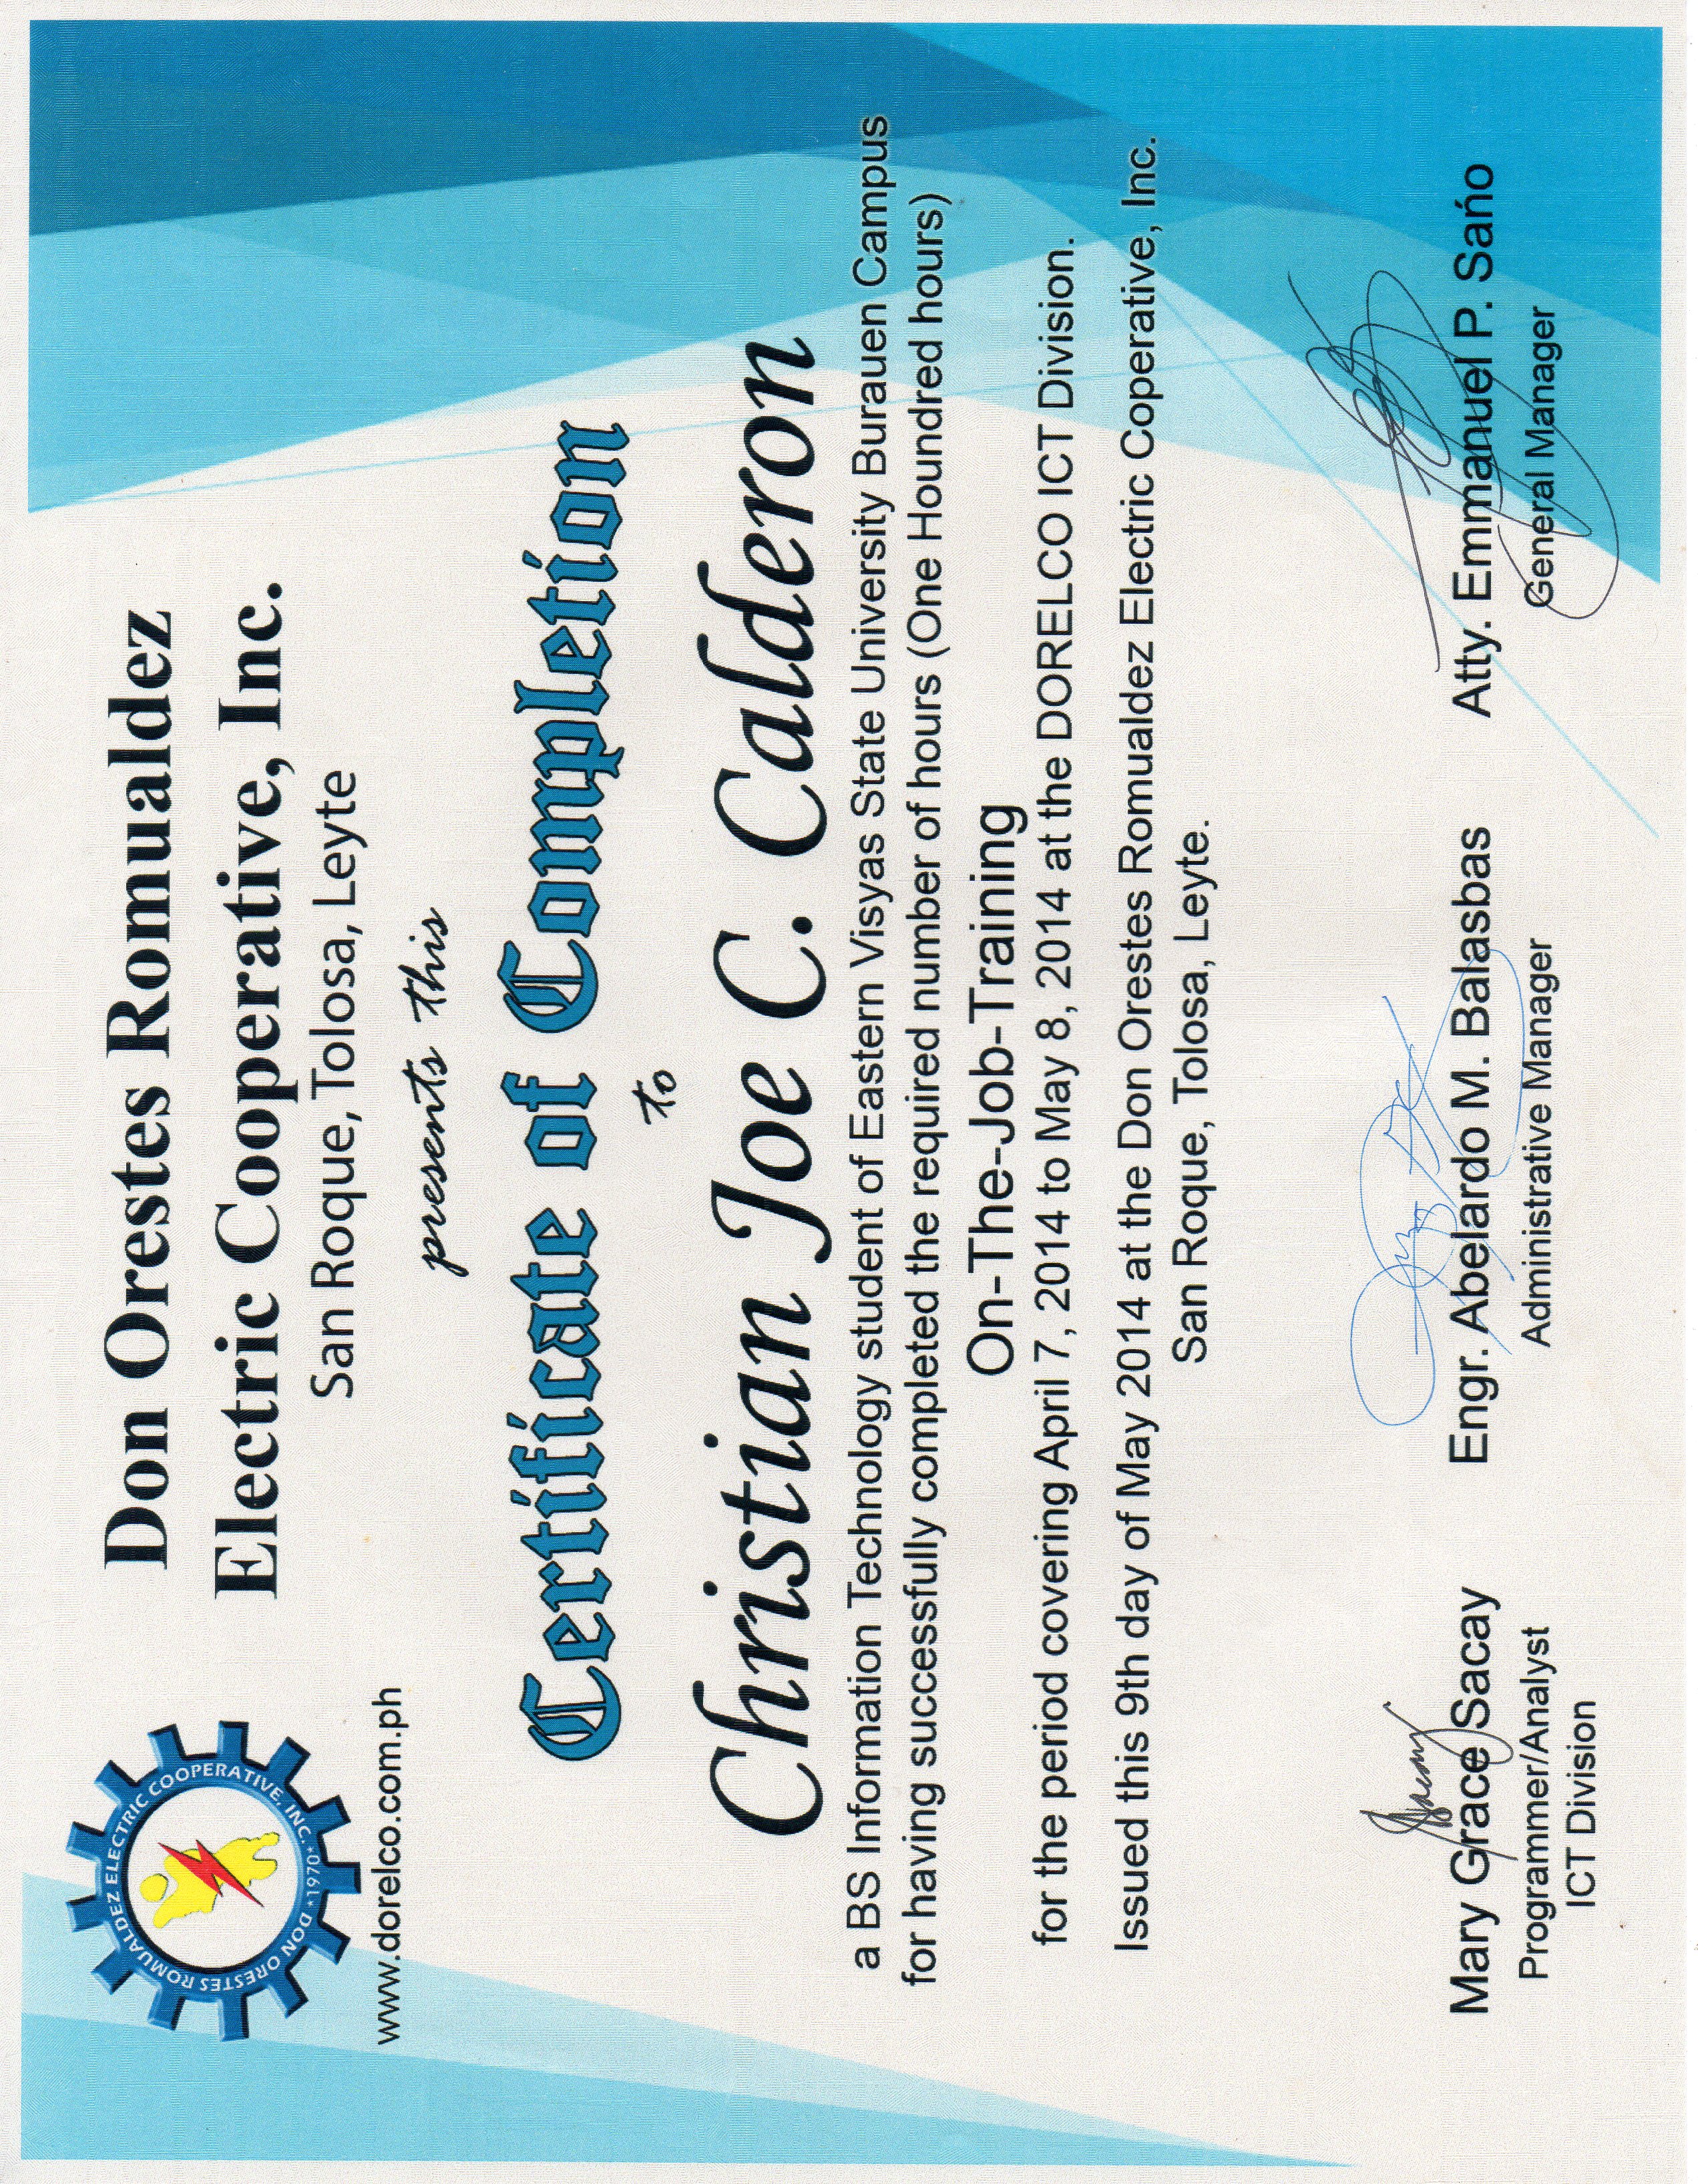 DON ORESTES ROMUALDEZ ELECTRIC COOPERATIVE, INC. *1970*
www.dorelco.com.ph
Don Orestes Romualdez
Electric Cooperative, Inc.
San Roque, Tolosa, Leyte
presents this
Certificate of Completion
to
Christian Joe C. Calderon
a BS Information Technology student of Eastern Visyas State University Burauen Campus
for having successfully completed the required number of hours (One Houndred hours)
On-The-Job-Training
for the period covering April 7, 2014 to May 8, 2014 at the DORELCO ICT Division.
Issued this 9th day of May 2014 at the Don Orestes Romualdez Electric Coperative, Inc.
San Roque, Tolosa, Leyte.
Mary Grace Sacay
Programmer/Analyst
ICT Division
Engr. Abelardo M. Balasbas
Administrative Manager
Atty. Emmanuel P. Sańo
General Manager